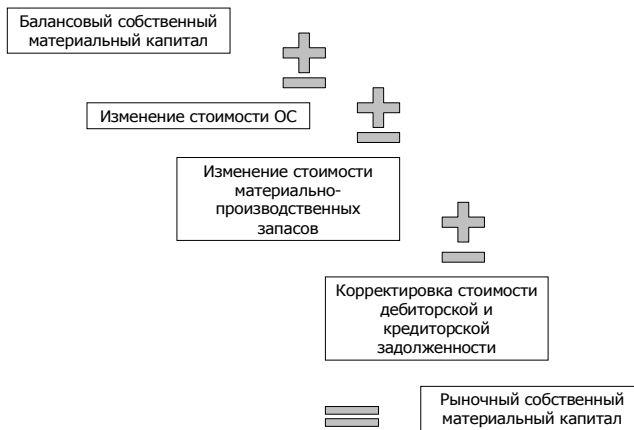 Балансовый собственный
материальный капитал
Изменение стоимости ОС
Изменение стоимости
материально-
производственных
запасов
Корректировка стоимости
дебиторской и
кредиторской
задолженности
Рыночный собственный
материальный капитал